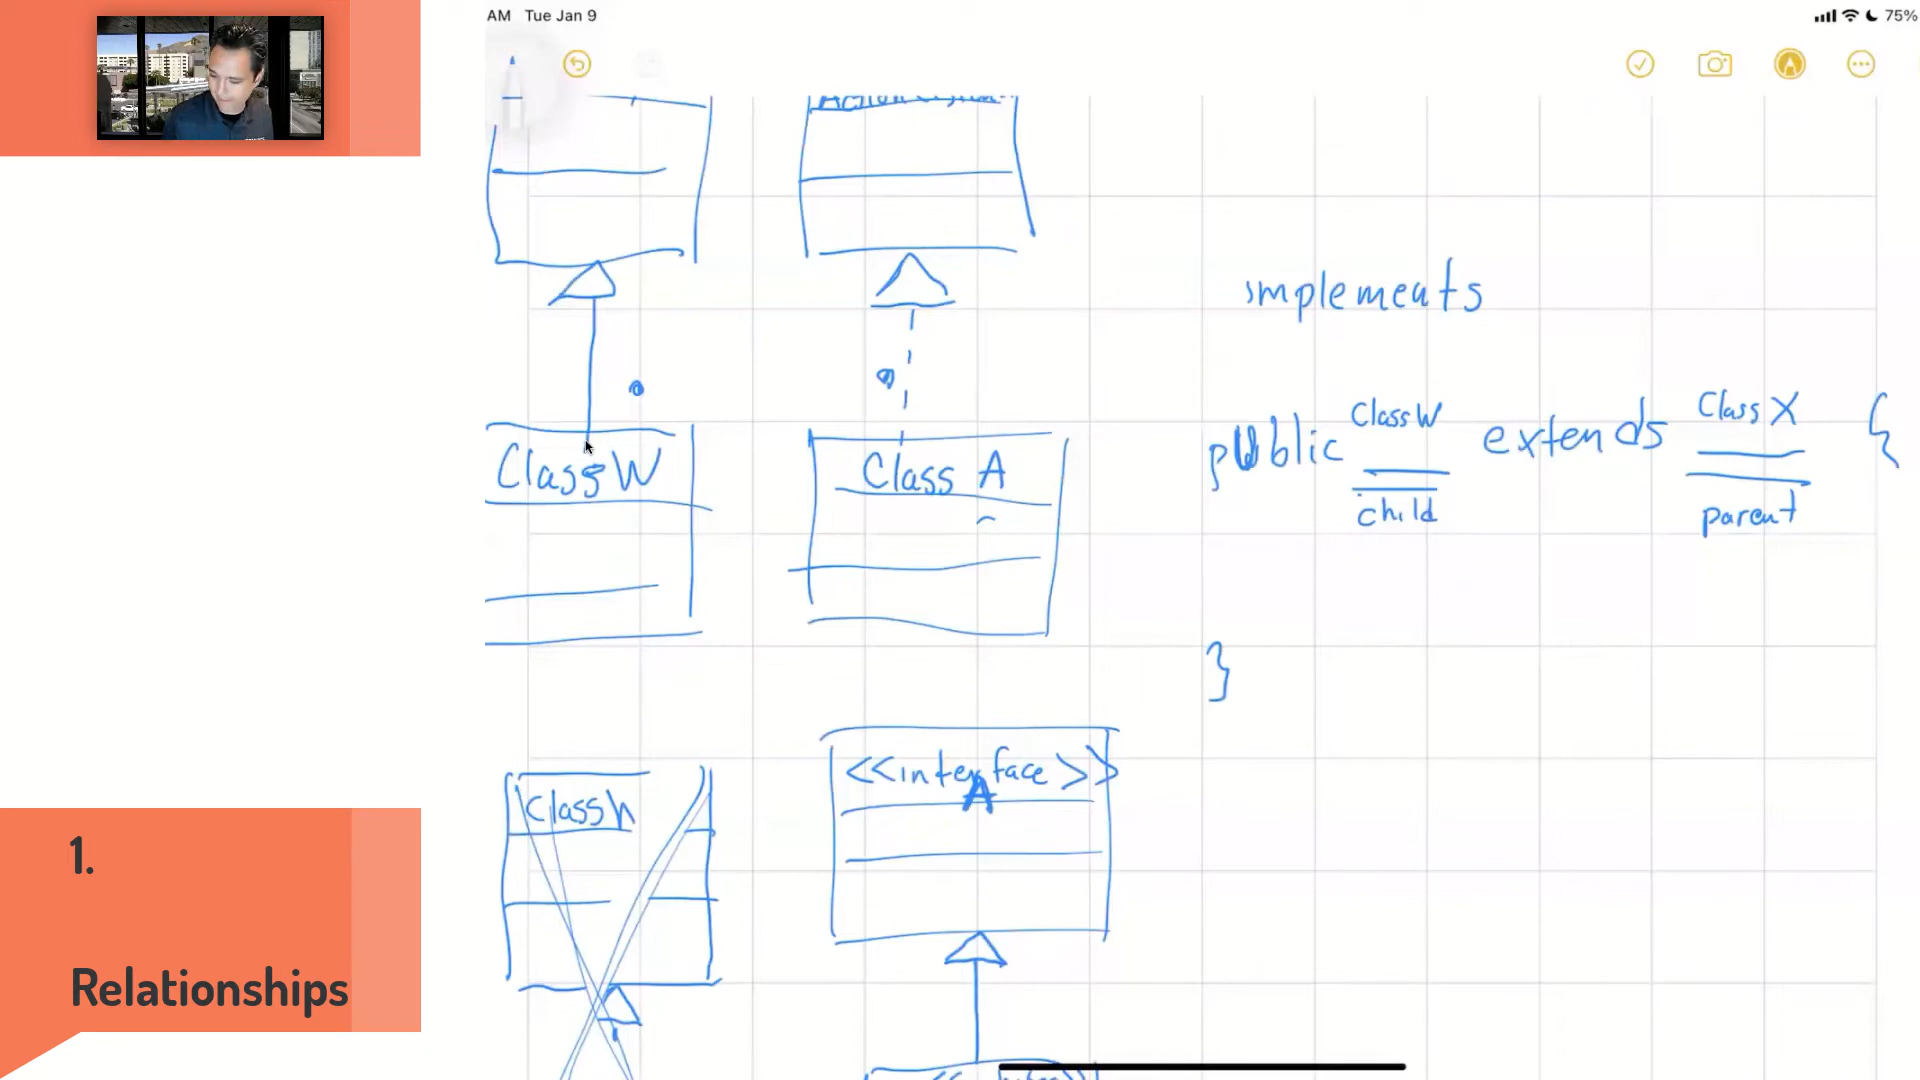 AM Tue Jan 9
75%
implements
public Class W extends Class X {
child
parent
Class W
Class A
}
<<interface>>
A
Class
1.
Relationships